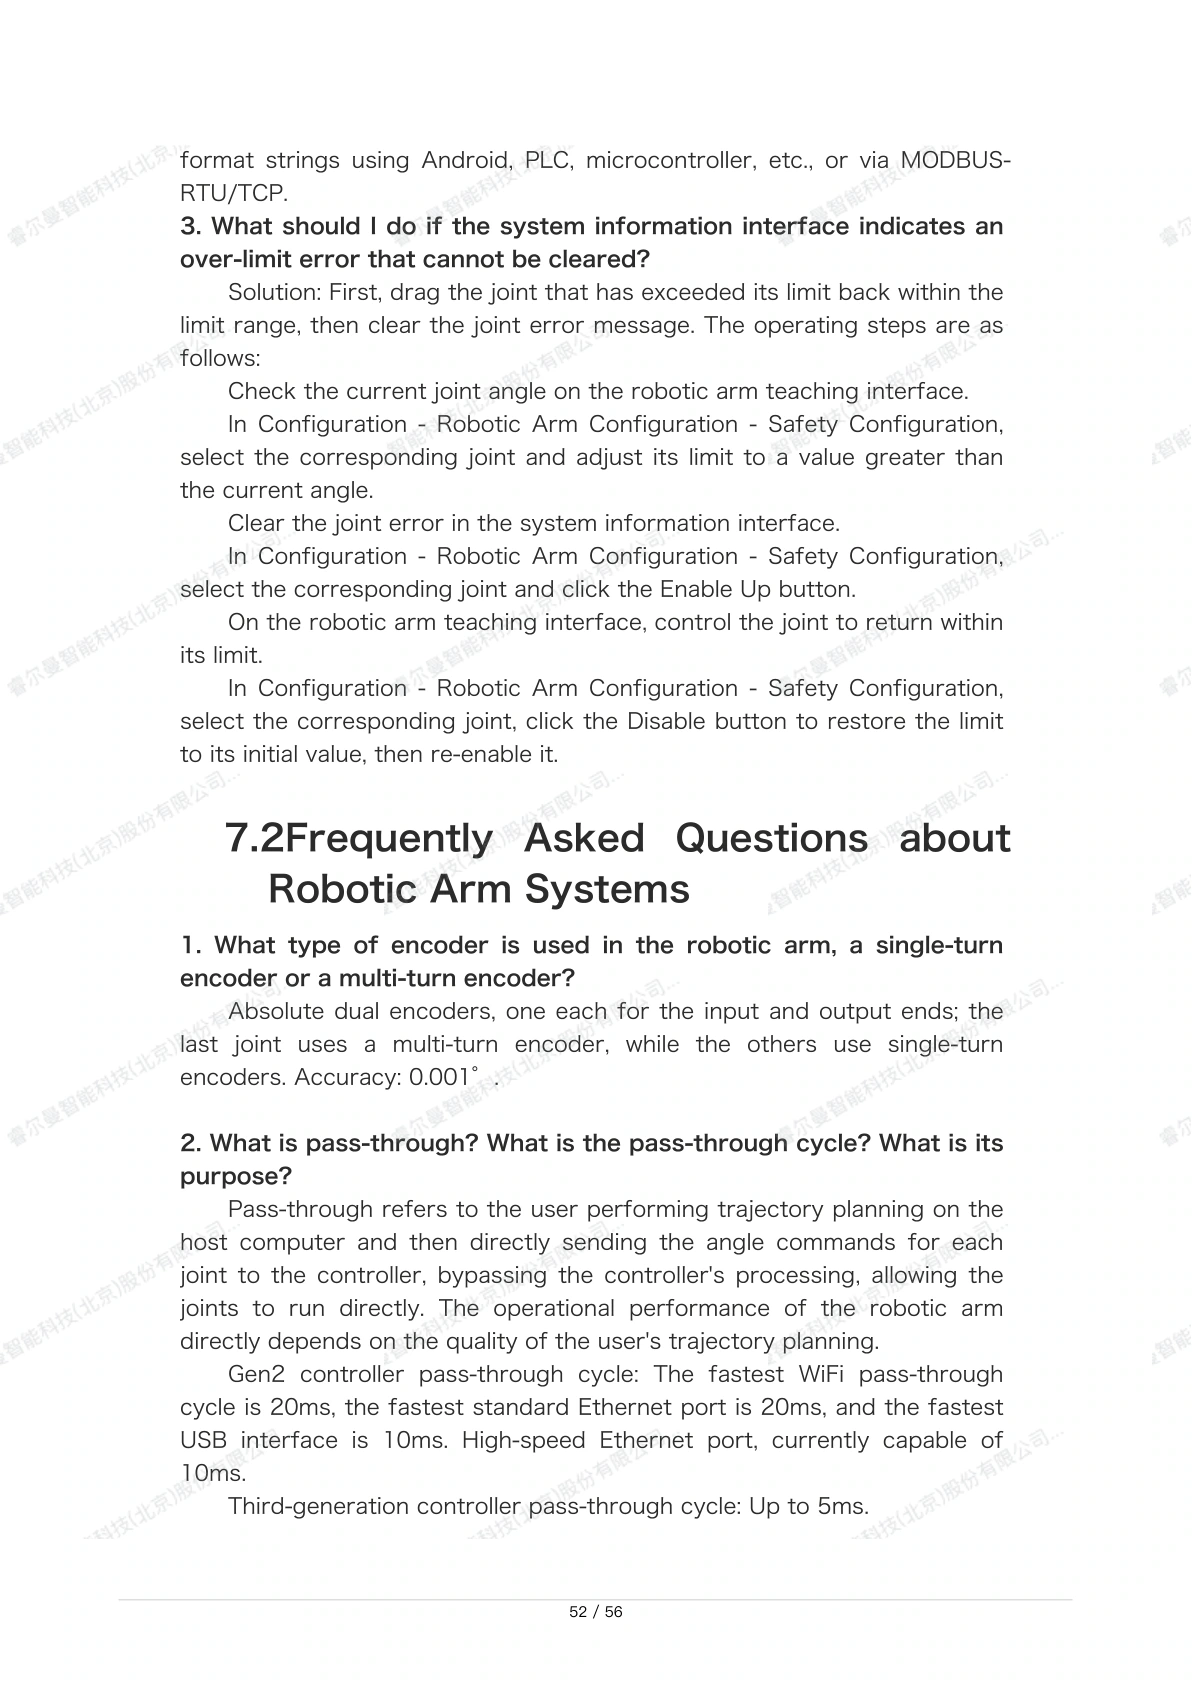 format strings using Android, PLC, microcontroller, etc., or via MODBUS-
RTU/TCP.
3. What should I do if the system information interface indicates an
over-limit error that cannot be cleared?
Solution: First, drag the joint that has exceeded its limit back within the
limit range, then clear the joint error message. The operating steps are as
follows:
Check the current joint angle on the robotic arm teaching interface.
In Configuration - Robotic Arm Configuration - Safety Configuration,
select the corresponding joint and adjust its limit to a value greater than
the current angle.
Clear the joint error in the system information interface.
In Configuration - Robotic Arm Configuration - Safety Configuration,
select the corresponding joint and click the Enable Up button.
On the robotic arm teaching interface, control the joint to return within
its limit.
In Configuration - Robotic Arm Configuration - Safety Configuration,
select the corresponding joint, click the Disable button to restore the limit
to its initial value, then re-enable it.
7.2Frequently Asked Questions about
Robotic Arm Systems
1. What type of encoder is used in the robotic arm, a single-turn
encoder or a multi-turn encoder?
Absolute dual encoders, one each for the input and output ends; the
last joint uses a multi-turn encoder, while the others use single-turn
encoders. Accuracy: 0.001° .
2. What is pass-through? What is the pass-through cycle? What is its
purpose?
Pass-through refers to the user performing trajectory planning on the
host computer and then directly sending the angle commands for each
joint to the controller, bypassing the controller's processing, allowing the
joints to run directly. The operational performance of the robotic arm
directly depends on the quality of the user's trajectory planning.
Gen2 controller pass-through cycle: The fastest WiFi pass-through
cycle is 20ms, the fastest standard Ethernet port is 20ms, and the fastest
USB interface is 10ms. High-speed Ethernet port, currently capable of
10ms.
Third-generation controller pass-through cycle: Up to 5ms.
52 / 56
睿尔曼智能科技(北京)股份有限公司...